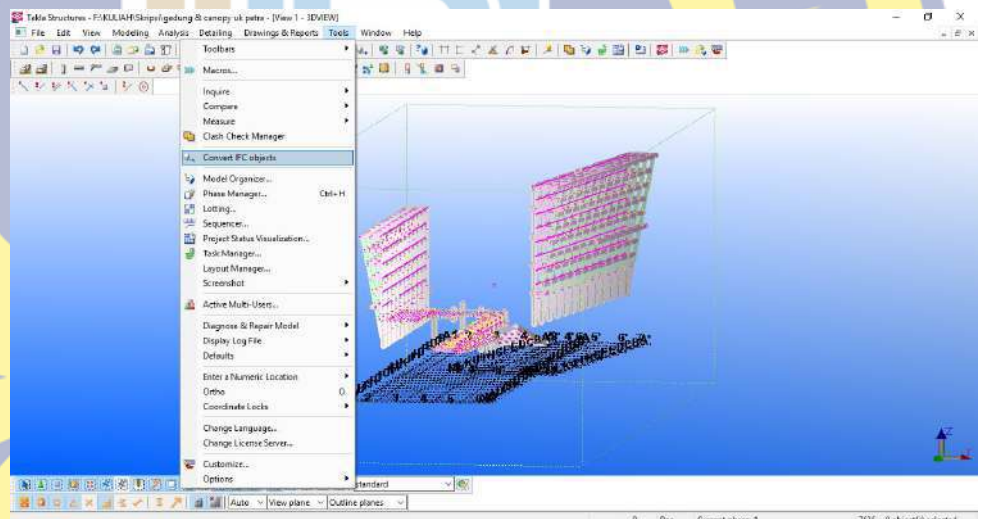 Tekla Structures - F:\KULIAH\Skripsi\gedung & canopy uk petra - [View 1 - 3DVIEW]
File Edit View Modeling Analysis Detailing Drawings & Reports Tools Window Help
Toolbars
Macros...
Inquire
Compare
Measure
Clash Check Manager
Convert IFC objects
Model Organizer...
Phase Manager... Ctrl+H
Lotting...
Sequencer...
Project Status Visualization...
Task Manager...
Layout Manager...
Screenshot
Active Multi-Users...
Diagnose & Repair Model
Display Log File
Defaults
Enter a Numeric Location
Ortho O
Coordinate Locks
Change Language...
Change License Server...
Customize...
Options
standard
Auto View plane Outline planes
Z